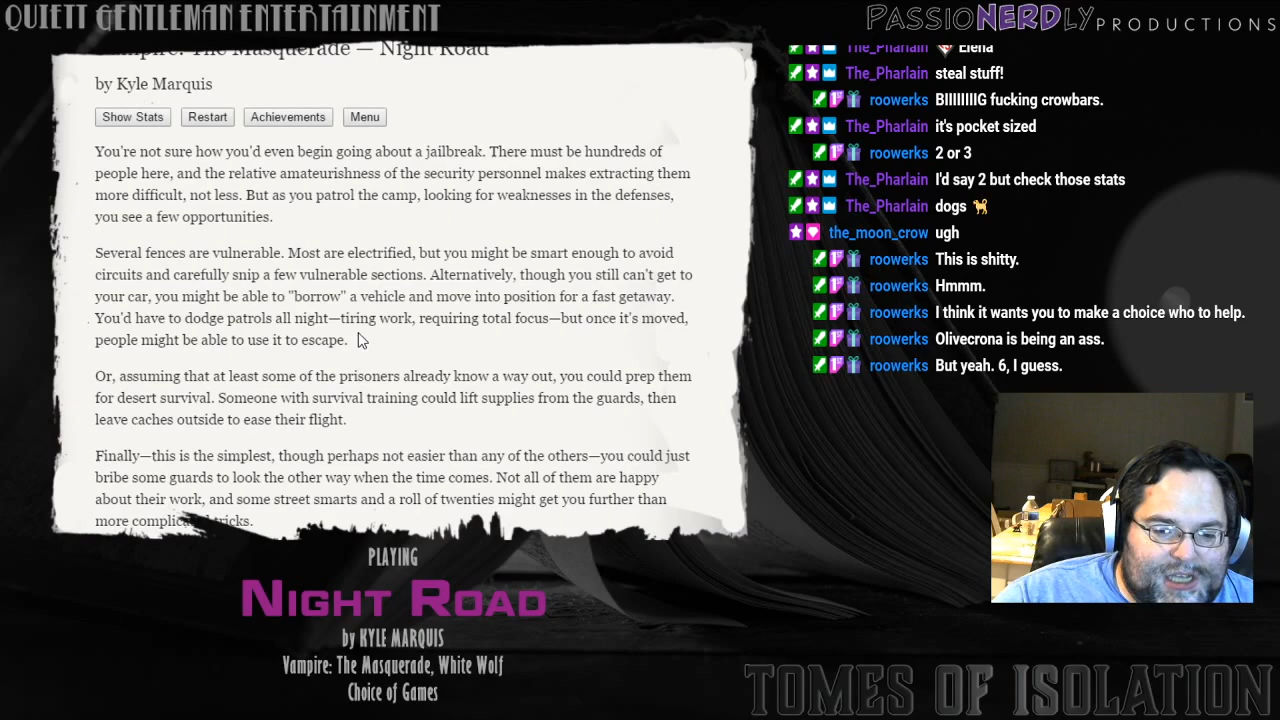 QUIETT GENTLEMAN ENTERTAINMENT
PASSIONERDLY PRODUCTIONS
Vampire: The Masquerade — Night Road
by Kyle Marquis
Show Stats Restart Achievements Menu
You're not sure how you'd even begin going about a jailbreak. There must be hundreds of
people here, and the relative amateurishness of the security personnel makes extracting them
more difficult, not less. But as you patrol the camp, looking for weaknesses in the defenses,
you see a few opportunities.
Several fences are vulnerable. Most are electrified, but you might be smart enough to avoid
circuits and carefully snip a few vulnerable sections. Alternatively, though you still can't get to
your car, you might be able to "borrow" a vehicle and move into position for a fast getaway.
You'd have to dodge patrols all night—tiring work, requiring total focus—but once it's moved,
people might be able to use it to escape.
Or, assuming that at least some of the prisoners already know a way out, you could prep them
for desert survival. Someone with survival training could lift supplies from the guards, then
leave caches outside to ease their flight.
Finally—this is the simplest, though perhaps not easier than any of the others—you could just
bribe some guards to look the other way when the time comes. Not all of them are happy
about their work, and some street smarts and a roll of twenties might get you further than
more complicated tricks.
The_Pharlain Elena
The_Pharlain steal stuff!
roowerks BIIIIIIIIG fucking crowbars.
The_Pharlain it's pocket sized
roowerks 2 or 3
The_Pharlain I'd say 2 but check those stats
The_Pharlain dogs 🐕
the_moon_crow ugh
roowerks This is shitty.
roowerks Hmmm.
roowerks I think it wants you to make a choice who to help.
roowerks Olivecrona is being an ass.
roowerks But yeah. 6, I guess.
PLAYING
NIGHT ROAD
by KYLE MARQUIS
Vampire: The Masquerade, White Wolf
Choice of Games
TOMES OF ISOLATION